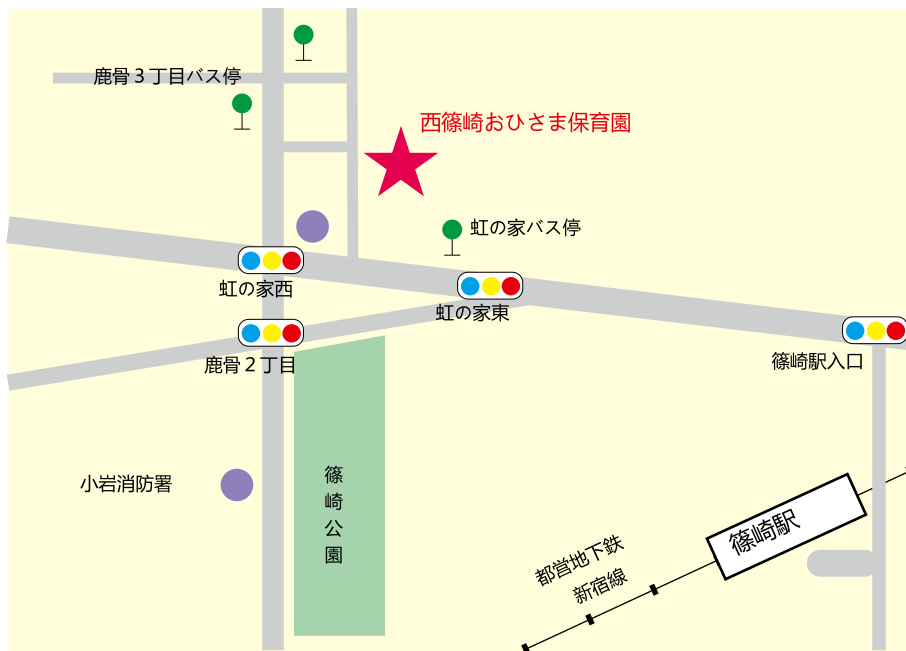 鹿骨3丁目バス停
西篠崎おひさま保育園
虹の家バス停
虹の家西
虹の家東
鹿骨2丁目
篠崎駅入口
小岩消防署
篠崎公園
篠崎駅
都営地下鉄
新宿線